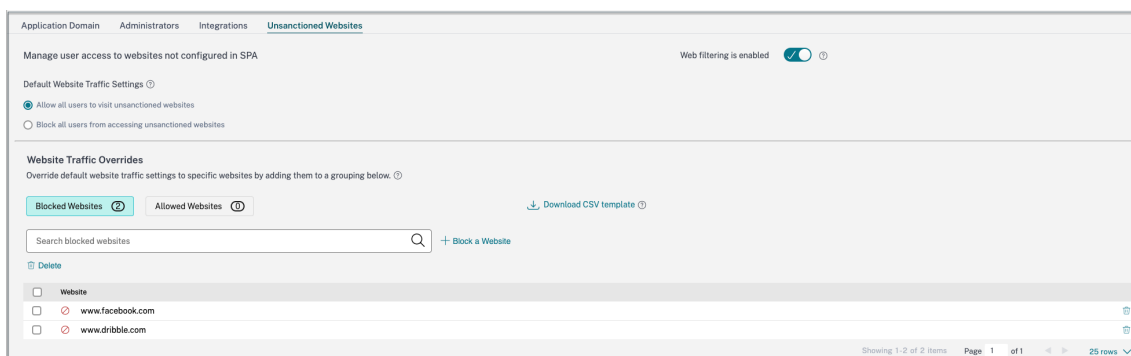 Application Domain Administrators Integrations Unsanctioned Websites
Manage user access to websites not configured in SPA Web filtering is enabled
Default Website Traffic Settings
Allow all users to visit unsanctioned websites
Block all users from accessing unsanctioned websites
Website Traffic Overrides
Override default website traffic settings to specific websites by adding them to a grouping below.
Blocked Websites 2 Allowed Websites 0 Download CSV template
Search blocked websites + Block a Website
Delete
Website
www.facebook.com
www.dribble.com
Showing 1-2 of 2 items Page 1 of 1 25 rows